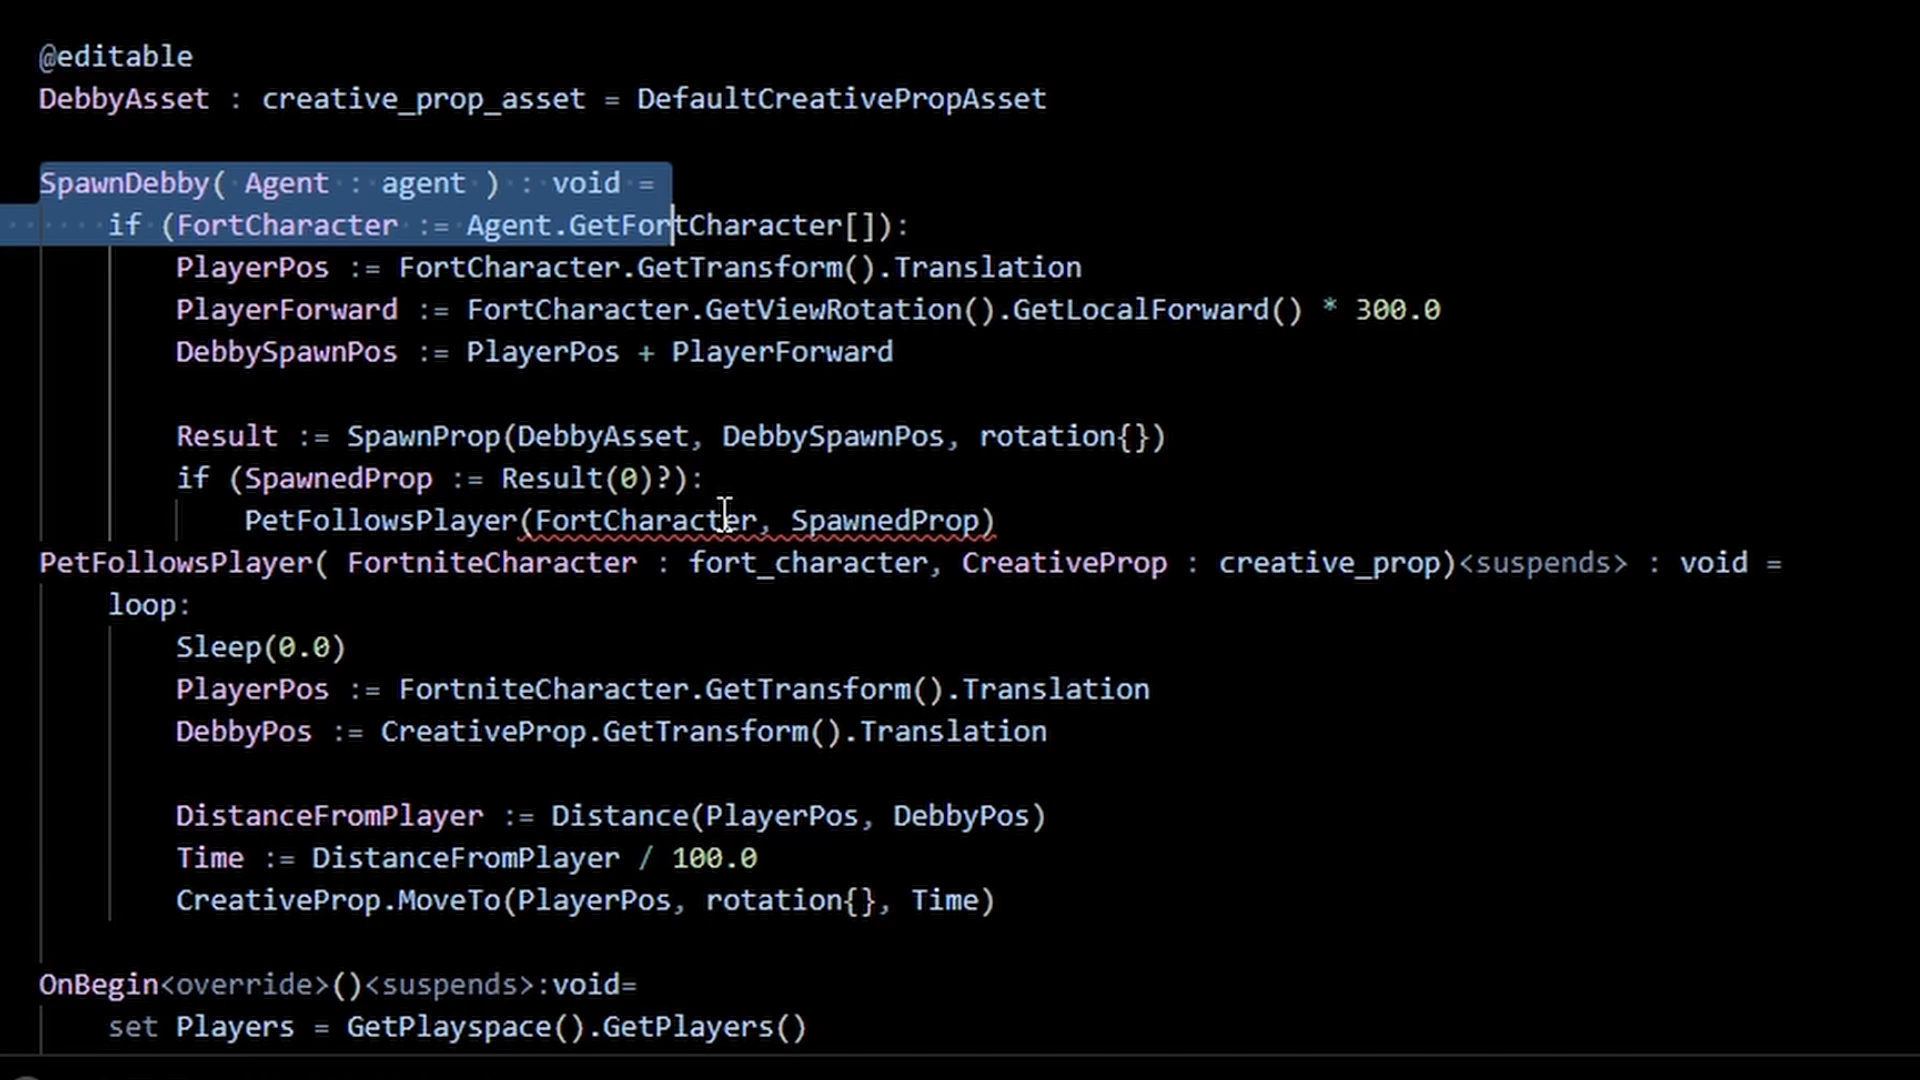 @editable
DebbyAsset : creative_prop_asset = DefaultCreativePropAsset
SpawnDebby( Agent : agent ) : void =
if (FortCharacter := Agent.GetFortCharacter[]):
PlayerPos := FortCharacter.GetTransform().Translation
PlayerForward := FortCharacter.GetViewRotation().GetLocalForward() * 300.0
DebbySpawnPos := PlayerPos + PlayerForward
Result := SpawnProp(DebbyAsset, DebbySpawnPos, rotation{})
if (SpawnedProp := Result(0)?):
PetFollowsPlayer(FortCharacter, SpawnedProp)
PetFollowsPlayer( FortniteCharacter : fort_character, CreativeProp : creative_prop)<suspends> : void =
loop:
Sleep(0.0)
PlayerPos := FortniteCharacter.GetTransform().Translation
DebbyPos := CreativeProp.GetTransform().Translation
DistanceFromPlayer := Distance(PlayerPos, DebbyPos)
Time := DistanceFromPlayer / 100.0
CreativeProp.MoveTo(PlayerPos, rotation{}, Time)
OnBegin<override>()<suspends>:void=
set Players = GetPlayspace().GetPlayers()